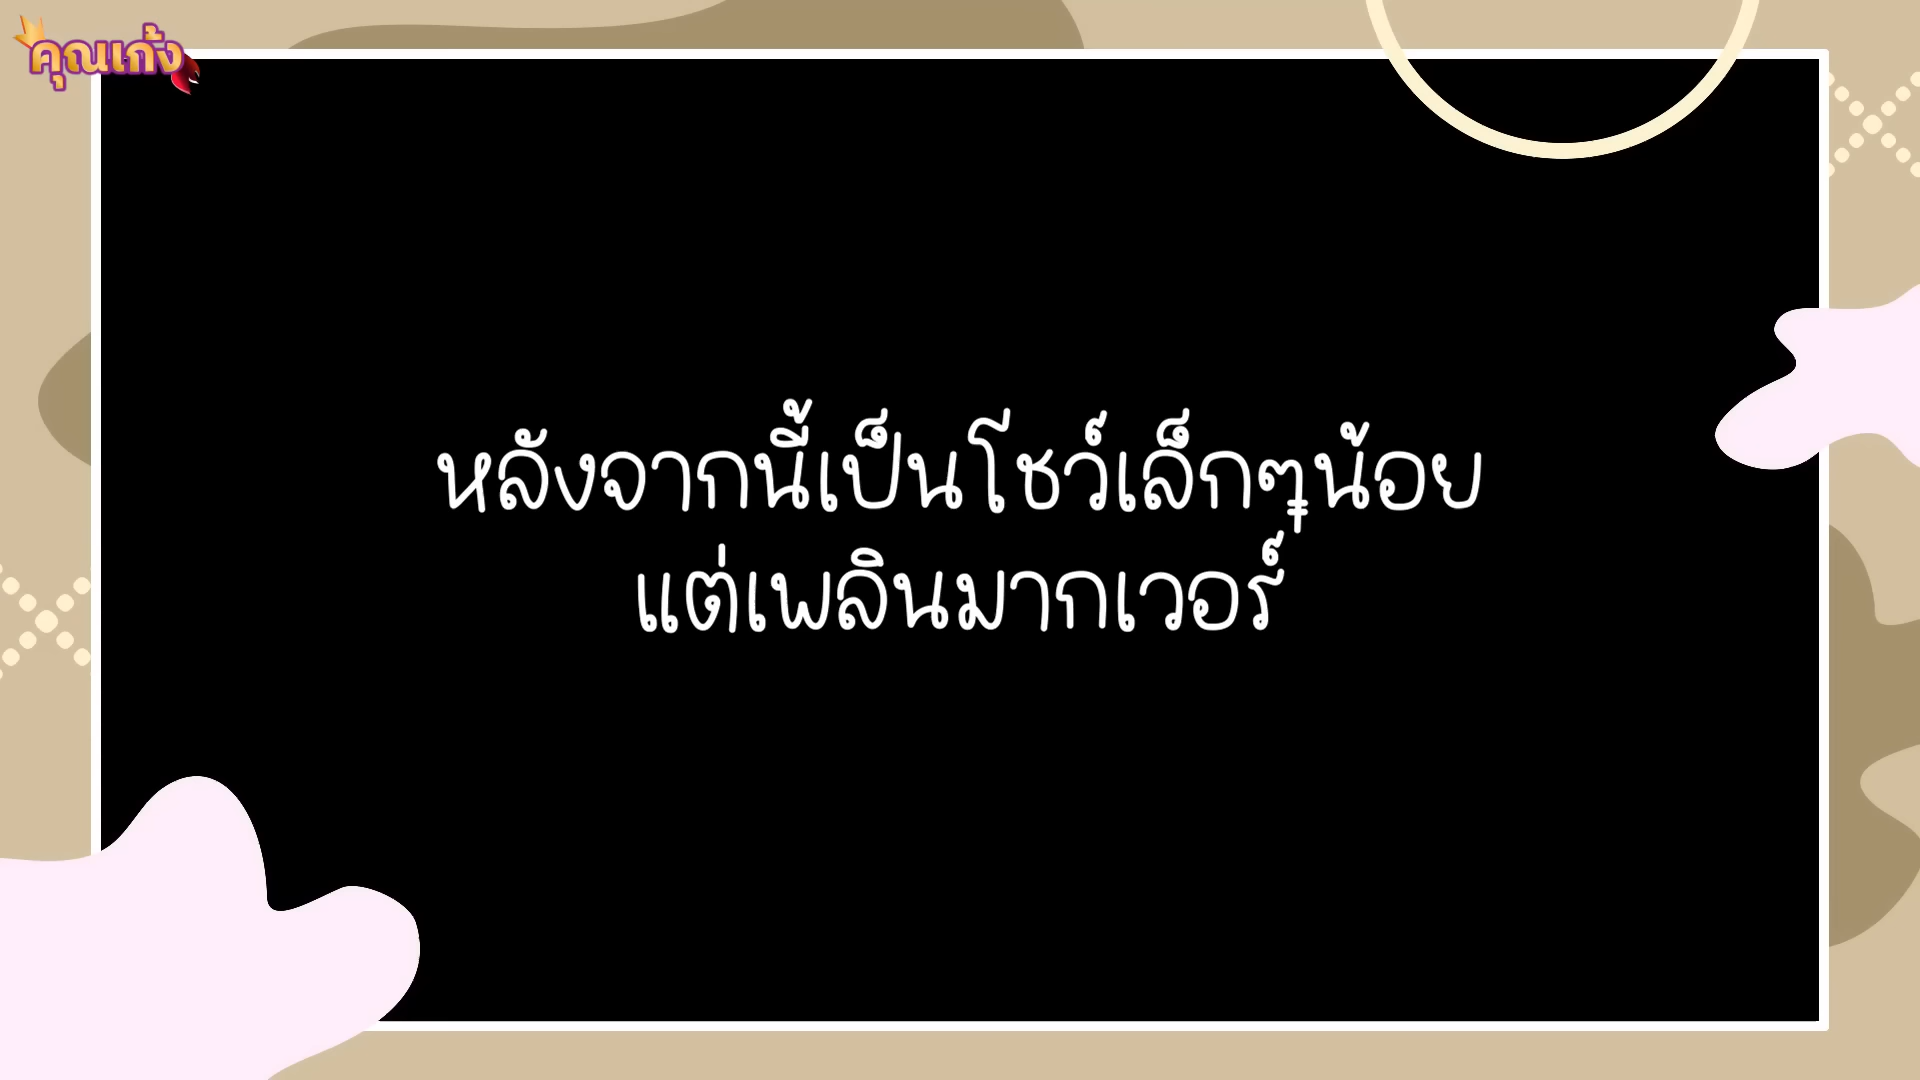 คุณเก้ง
หลังจากนี้เป็นโชว์เล็กๆน้อย
แต่เพลินมากเวอร์